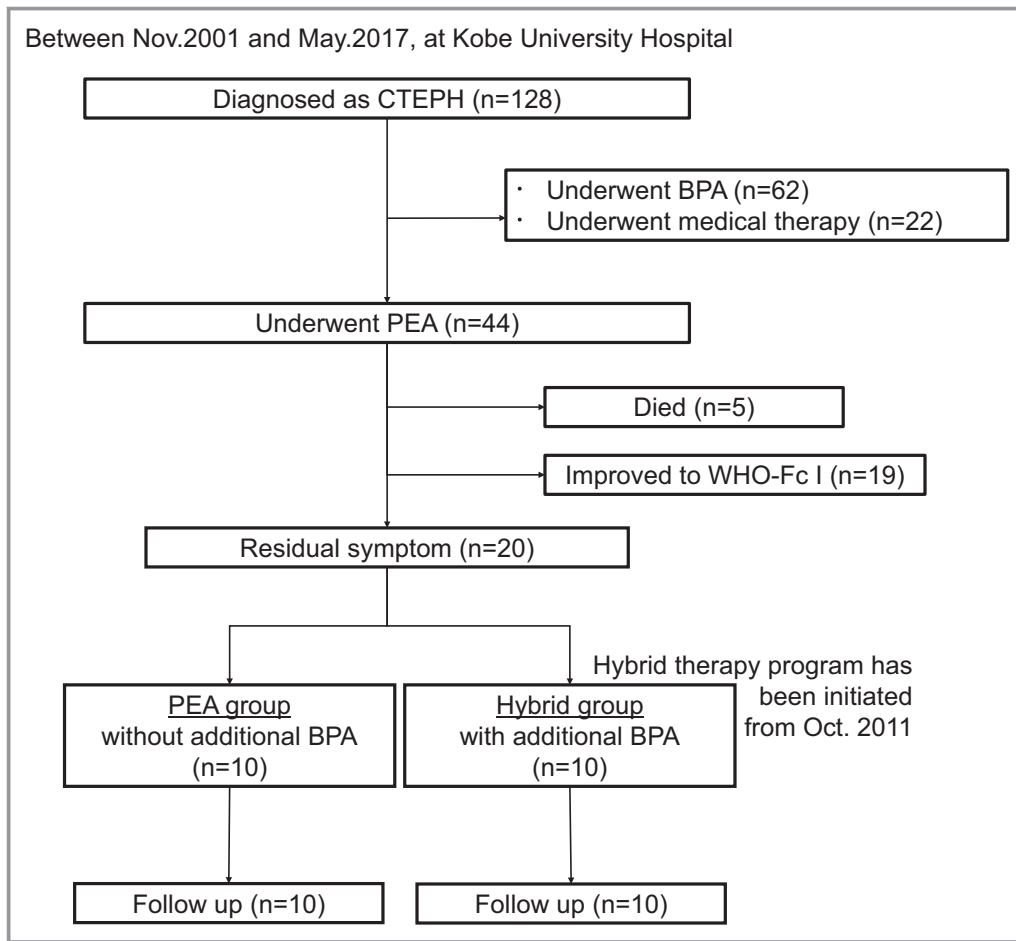 Between Nov.2001 and May.2017, at Kobe University Hospital
Diagnosed as CTEPH (n=128)
・ Underwent BPA (n=62)
・ Underwent medical therapy (n=22)
Underwent PEA (n=44)
Died (n=5)
Improved to WHO-Fc I (n=19)
Residual symptom (n=20)
Hybrid therapy program has
been initiated
from Oct. 2011
PEA group
without additional BPA
(n=10)
Hybrid group
with additional BPA
(n=10)
Follow up (n=10)
Follow up (n=10)